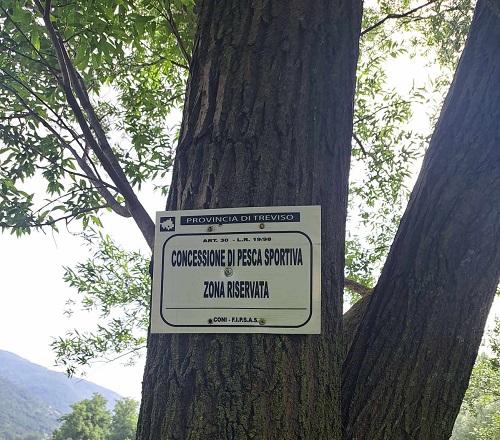 PROVINCIA DI TREVISO
ART. 30 - L.R. 19/98
CONCESSIONE DI PESCA SPORTIVA
ZONA RISERVATA
CONI - F.I.P.S.A.S.